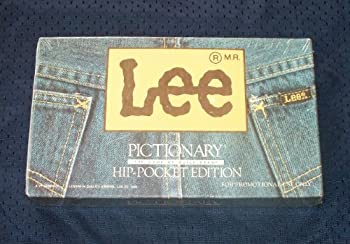 ® M.R.
Lee
Lee
PICTIONARY
HIP-POCKET EDITION
FOR PROMOTIONAL USE ONLY